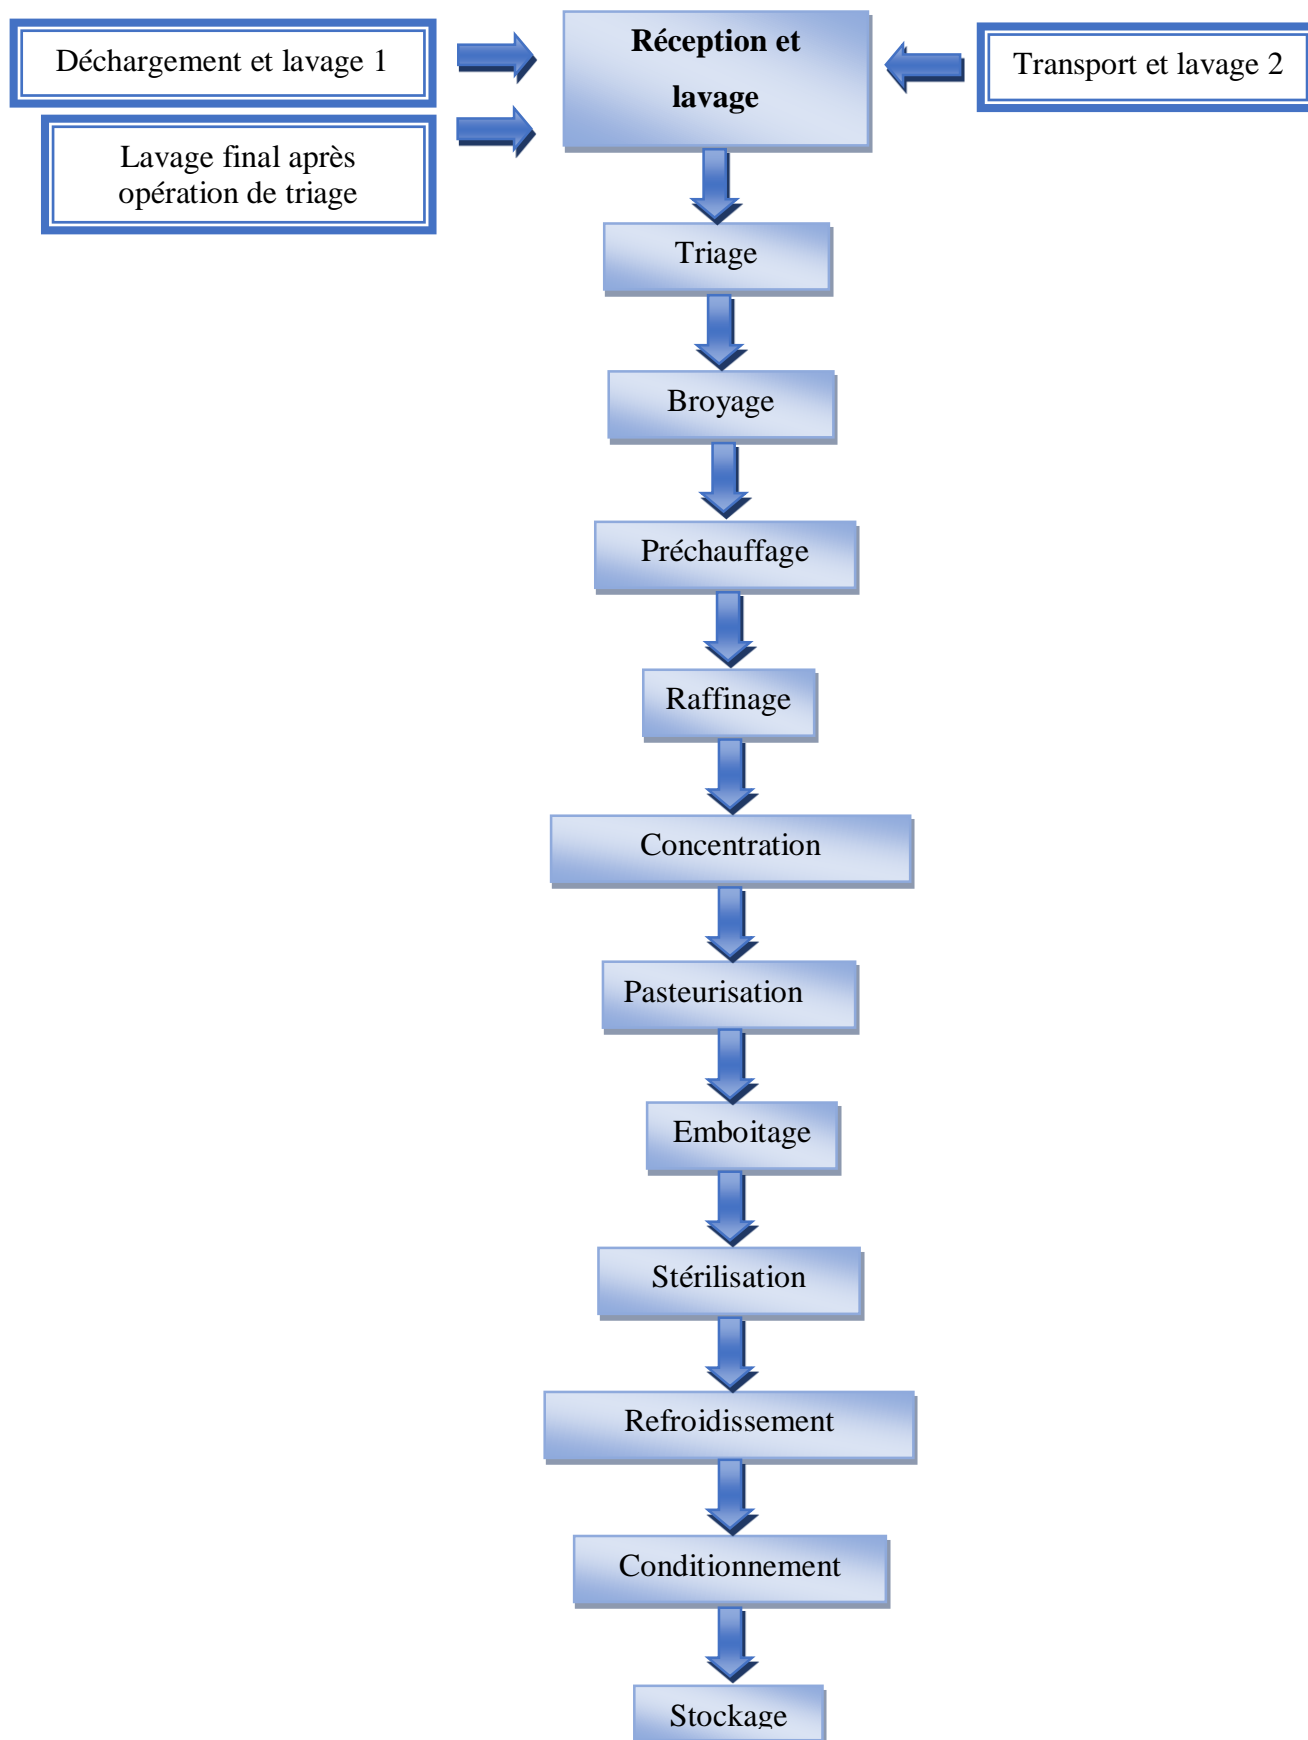 Déchargement et lavage 1
Réception et
lavage
Transport et lavage 2
Lavage final après
opération de triage
Triage
Broyage
Préchauffage
Raffinage
Concentration
Pasteurisation
Emboitage
Stérilisation
Refroidissement
Conditionnement
Stockage